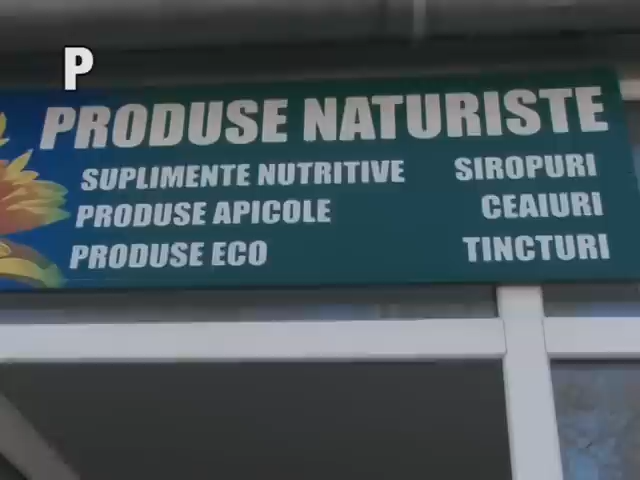 P
PRODUSE NATURISTE
SUPLIMENTE NUTRITIVE
PRODUSE APICOLE
PRODUSE ECO
SIROPURI
CEAIURI
TINCTURI